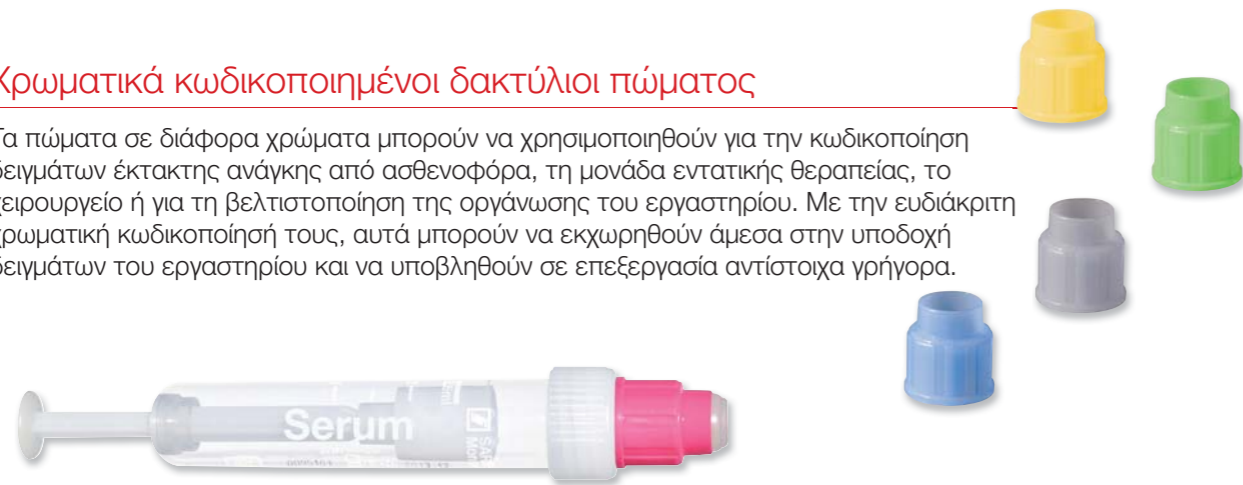 Χρωματικά κωδικοποιημένοι δακτύλιοι πώματος
Τα πώματα σε διάφορα χρώματα μπορούν να χρησιμοποιηθούν για την κωδικοποίηση
δειγμάτων έκτακτης ανάγκης από ασθενοφόρα, τη μονάδα εντατικής θεραπείας, το
χειρουργείο ή για τη βελτιστοποίηση της οργάνωσης του εργαστηρίου. Με την ευδιάκριτη
χρωματική κωδικοποίησή τους, αυτά μπορούν να εκχωρηθούν άμεσα στην υποδοχή
δειγμάτων του εργαστηρίου και να υποβληθούν σε επεξεργασία αντίστοιχα γρήγορα.
Serum